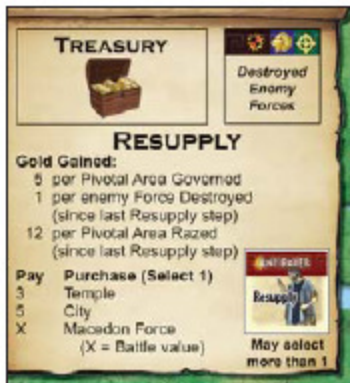 TREASURY
Destroyed
Enemy
Forces
RESUPPLY
Gold Gained:
5 per Pivotal Area Governed
1 per enemy Force Destroyed
(since last Resupply step)
12 per Pivotal Area Razed
(since last Resupply step)
Pay Purchase (Select 1)
3 Temple
5 City
X Macedon Force
(X = Battle value)
Resupply
May select
more than 1